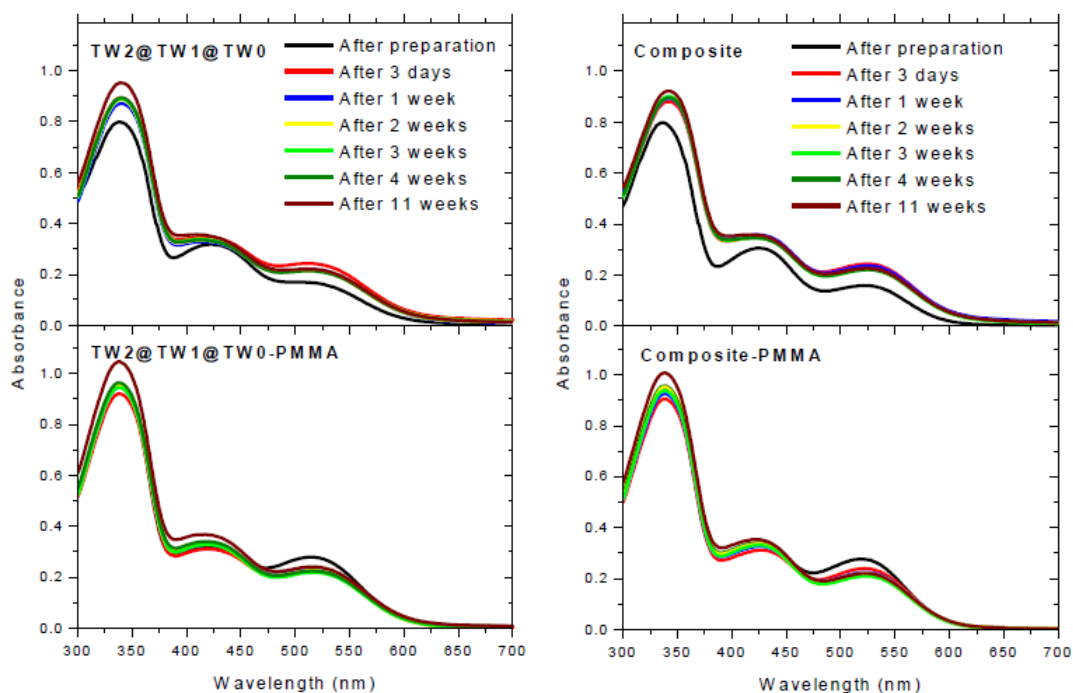 TW2@TW1@TW0
After preparation
After 3 days
After 1 week
After 2 weeks
After 3 weeks
After 4 weeks
After 11 weeks
1.0
0.8
0.6
0.4
0.2
0.0
Composite
After preparation
After 3 days
After 1 week
After 2 weeks
After 3 weeks
After 4 weeks
After 11 weeks
1.0
0.8
0.6
0.4
0.2
0.0
Absorbance
Absorbance
TW2@TW1@TW0-PMMA
1.0
0.8
0.6
0.4
0.2
0.0
300 350 400 450 500 550 600 650 700
Wavelength (nm)
Composite-PMMA
1.0
0.8
0.6
0.4
0.2
0.0
300 350 400 450 500 550 600 650 700
Wavelength (nm)